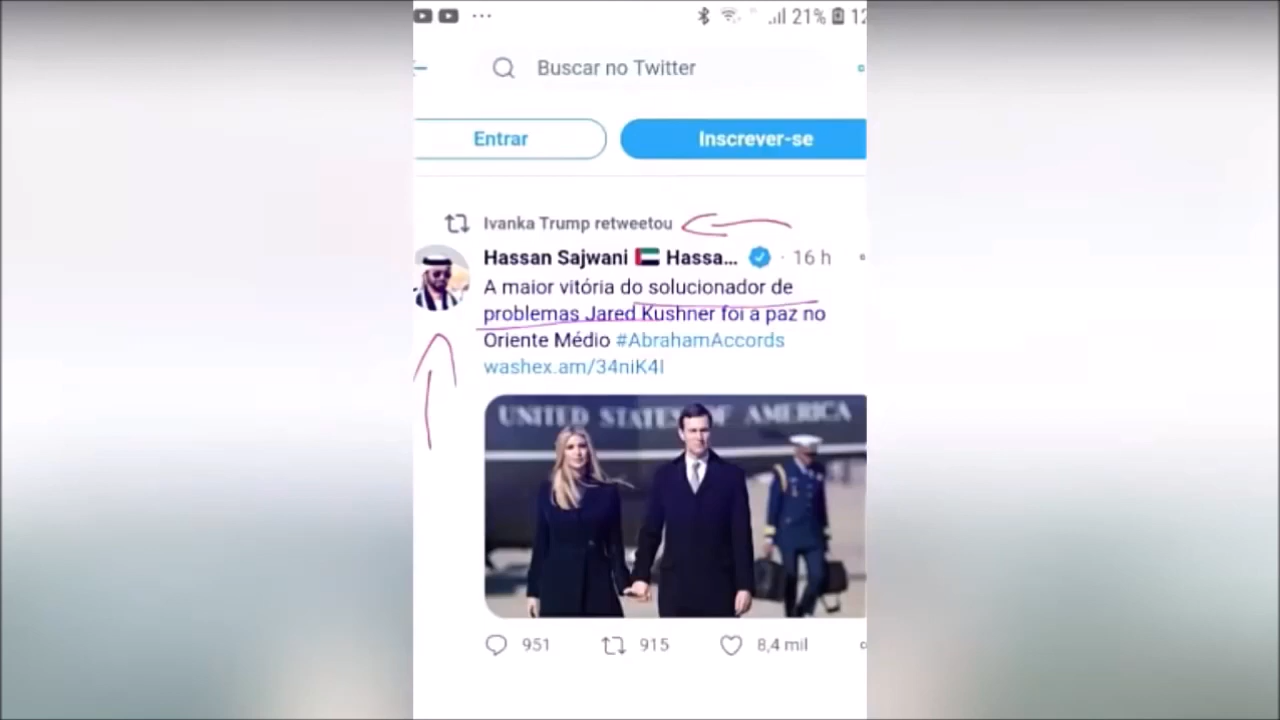 21% 12
Buscar no Twitter
Entrar
Inscrever-se
Ivanka Trump retweetou
Hassan Sajwani 🇦🇪 Hassa... · 16 h
A maior vitória do solucionador de
problemas Jared Kushner foi a paz no
Oriente Médio #AbrahamAccords
washex.am/34niK4I
UNITED STATES OF AMERICA
951 915 8,4 mil